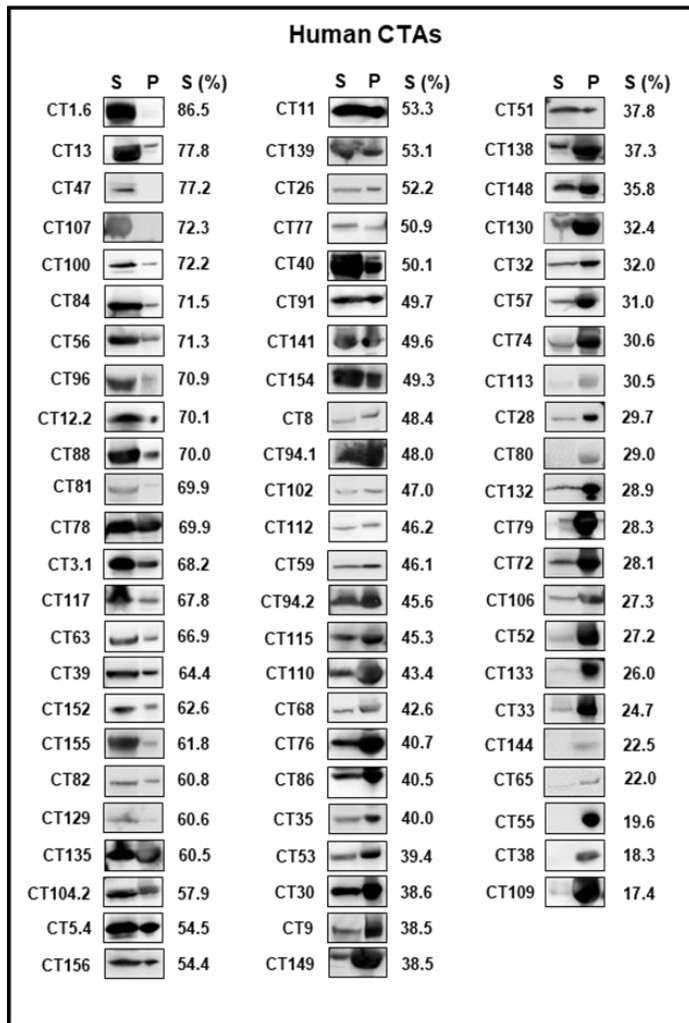 Human CTAs
S P S (%)
CT1.6 86.5
CT13 77.8
CT47 77.2
CT107 72.3
CT100 72.2
CT84 71.5
CT56 71.3
CT96 70.9
CT12.2 70.1
CT88 70.0
CT81 69.9
CT78 69.9
CT3.1 68.2
CT117 67.8
CT63 66.9
CT39 64.4
CT152 62.6
CT155 61.8
CT82 60.8
CT129 60.6
CT135 60.5
CT104.2 57.9
CT5.4 54.5
CT156 54.4
S P S (%)
CT11 53.3
CT139 53.1
CT26 52.2
CT77 50.9
CT40 50.1
CT91 49.7
CT141 49.6
CT154 49.3
CT8 48.4
CT94.1 48.0
CT102 47.0
CT112 46.2
CT59 46.1
CT94.2 45.6
CT115 45.3
CT110 43.4
CT68 42.6
CT76 40.7
CT86 40.5
CT35 40.0
CT53 39.4
CT30 38.6
CT9 38.5
CT149 38.5
S P S (%)
CT51 37.8
CT138 37.3
CT148 35.8
CT130 32.4
CT32 32.0
CT57 31.0
CT74 30.6
CT113 30.5
CT28 29.7
CT80 29.0
CT132 28.9
CT79 28.3
CT72 28.1
CT106 27.3
CT52 27.2
CT133 26.0
CT33 24.7
CT144 22.5
CT65 22.0
CT55 19.6
CT38 18.3
CT109 17.4